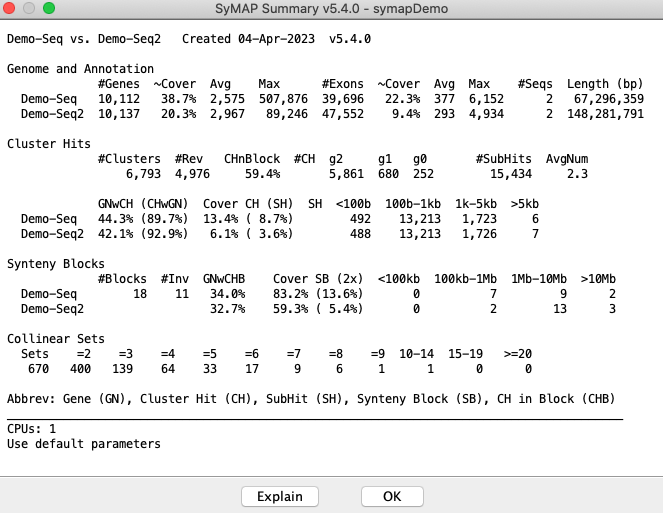 SyMAP Summary v5.4.0 - symapDemo
Demo-Seq vs. Demo-Seq2   Created 04-Apr-2023  v5.4.0
Genome and Annotation
#Genes  ~Cover  Avg    Max      #Exons  ~Cover  Avg  Max    #Seqs  Length (bp)
Demo-Seq   10,112   38.7%  2,575  507,876  39,696   22.3%  377  6,152      2   67,296,359
Demo-Seq2  10,137   20.3%  2,967   89,246  47,552    9.4%  293  4,934      2  148,281,791
Cluster Hits
#Clusters  #Rev   CHnBlock  #CH  g2     g1   g0      #SubHits  AvgNum
6,793  4,976     59.4%       5,861  680  252        15,434     2.3
GNwCH (CHwGN)  Cover CH (SH)  SH  <100b  100b-1kb  1k-5kb  >5kb
Demo-Seq   44.3% (89.7%)  13.4% ( 8.7%)       492    13,213   1,723     6
Demo-Seq2  42.1% (92.9%)   6.1% ( 3.6%)       488    13,213   1,726     7
Synteny Blocks
#Blocks  #Inv  GNwCHB    Cover SB (2x)  <100kb  100kb-1Mb  1Mb-10Mb  >10Mb
Demo-Seq        18    11   34.0%    83.2% (13.6%)       0          7         9      2
Demo-Seq2                  32.7%    59.3% ( 5.4%)       0          2        13      3
Collinear Sets
Sets    =2    =3    =4    =5    =6    =7    =8    =9  10-14  15-19   >=20
670   400   139    64    33    17     9     6     1      1      0      0
Abbrev: Gene (GN), Cluster Hit (CH), SubHit (SH), Synteny Block (SB), CH in Block (CHB)
CPUs: 1
Use default parameters
Explain
OK